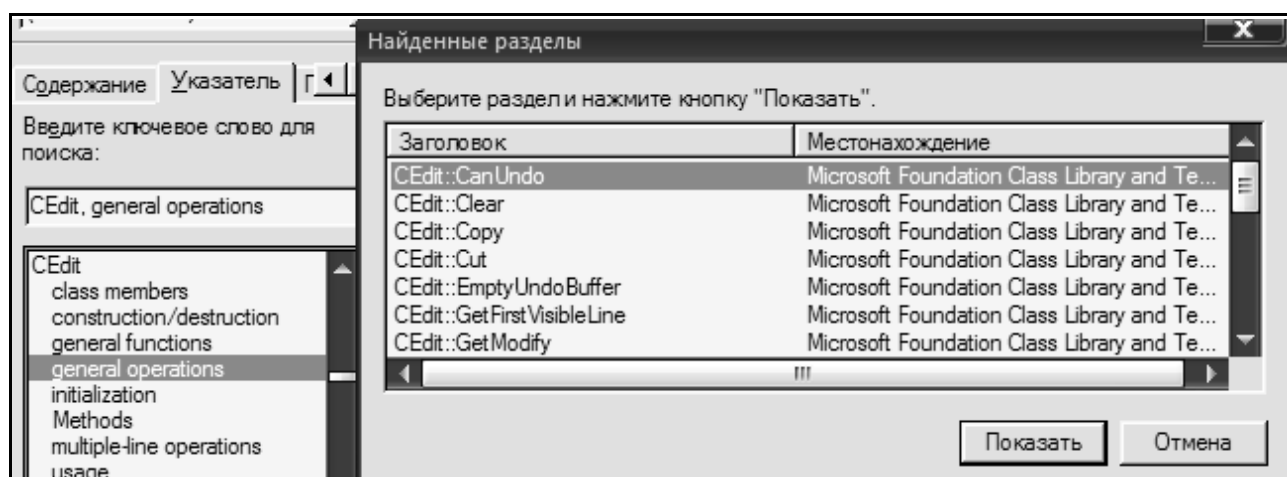 Содержание Указатель
Введите ключевое слово для
поиска:
CEdit, general operations
CEdit
class members
construction/destruction
general functions
general operations
initialization
Methods
multiple-line operations
usage
Найденные разделы
Выберите раздел и нажмите кнопку "Показать".
Заголовок Местонахождение
CEdit::CanUndo Microsoft Foundation Class Library and Te...
CEdit::Clear Microsoft Foundation Class Library and Te...
CEdit::Copy Microsoft Foundation Class Library and Te...
CEdit::Cut Microsoft Foundation Class Library and Te...
CEdit::EmptyUndoBuffer Microsoft Foundation Class Library and Te...
CEdit::GetFirstVisibleLine Microsoft Foundation Class Library and Te...
CEdit::GetModify Microsoft Foundation Class Library and Te...
Показать Отмена